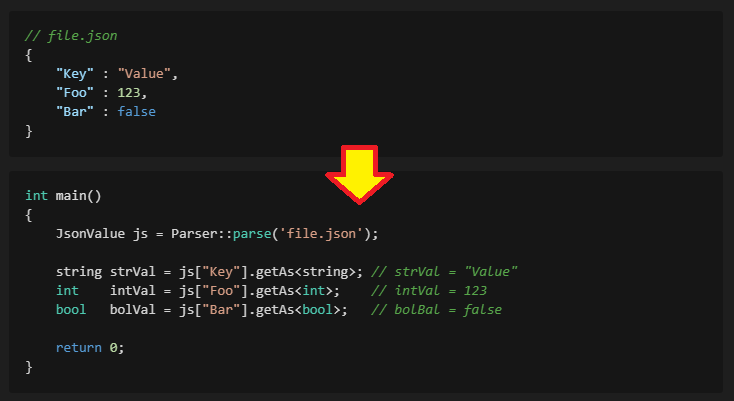 // file.json
{
    "Key" : "Value",
    "Foo" : 123,
    "Bar" : false
}
int main()
{
    JsonValue js = Parser::parse('file.json');
    string strVal = js["Key"].getAs<string>; // strVal = "Value"
    int    intVal = js["Foo"].getAs<int>;    // intVal = 123
    bool   bolVal = js["Bar"].getAs<bool>;   // bolBal = false
    return 0;
}